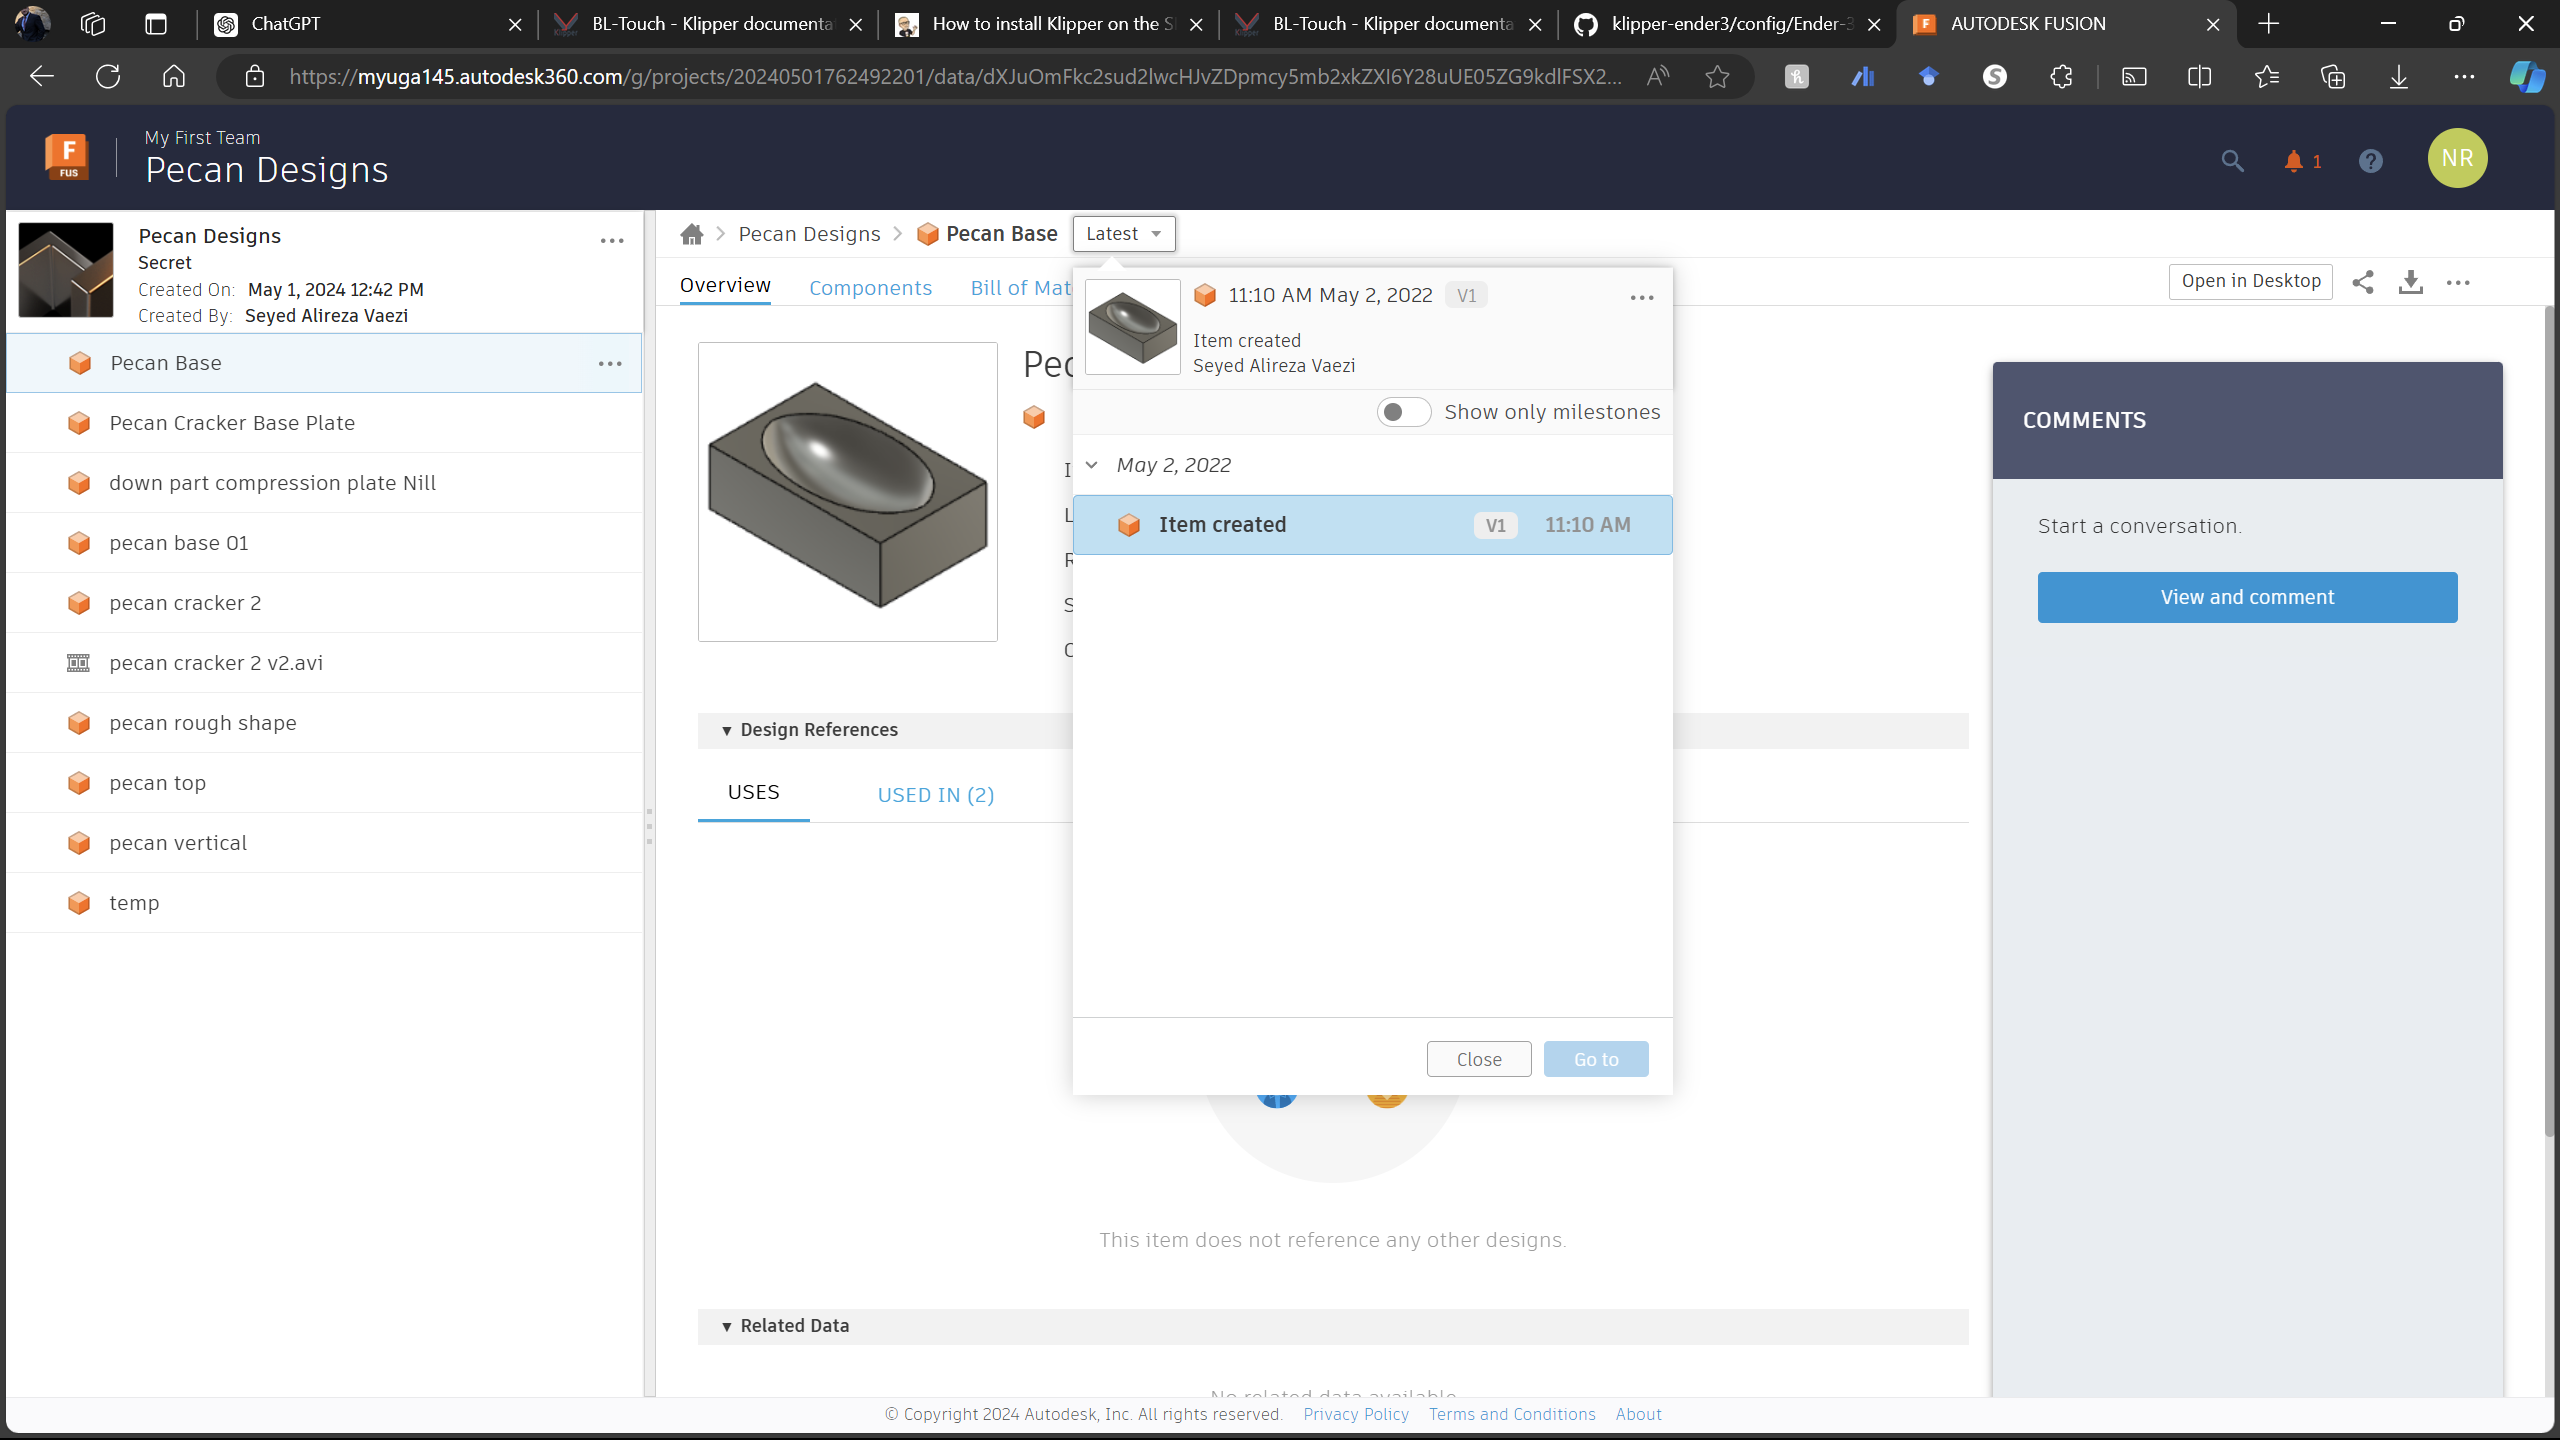 ChatGPT
BL-Touch - Klipper documenta
How to install Klipper on the S
BL-Touch - Klipper documenta
klipper-ender3/config/Ender-3
AUTODESK FUSION
https://myuga145.autodesk360.com/g/projects/20240501762492201/data/dXJuOmFkc2sud2lwcHJvZDpmcy5mb2xkZXI6Y28uUE05ZG9kdlFSX2...
F
FUS
My First Team
Pecan Designs
1
NR
Pecan Designs
Secret
Created On: May 1, 2024 12:42 PM
Created By: Seyed Alireza Vaezi
Pecan Base
Pecan Cracker Base Plate
down part compression plate Nill
pecan base 01
pecan cracker 2
pecan cracker 2 v2.avi
pecan rough shape
pecan top
pecan vertical
temp
Pecan Designs
Pecan Base
Latest
Overview
Components
Bill of Mat
Open in Desktop
11:10 AM May 2, 2022 V1
Item created
Seyed Alireza Vaezi
Show only milestones
May 2, 2022
Item created V1 11:10 AM
Close
Go to
Pec
Design References
USES
USED IN (2)
This item does not reference any other designs.
Related Data
No related data available
COMMENTS
Start a conversation.
View and comment
© Copyright 2024 Autodesk, Inc. All rights reserved. Privacy Policy Terms and Conditions About